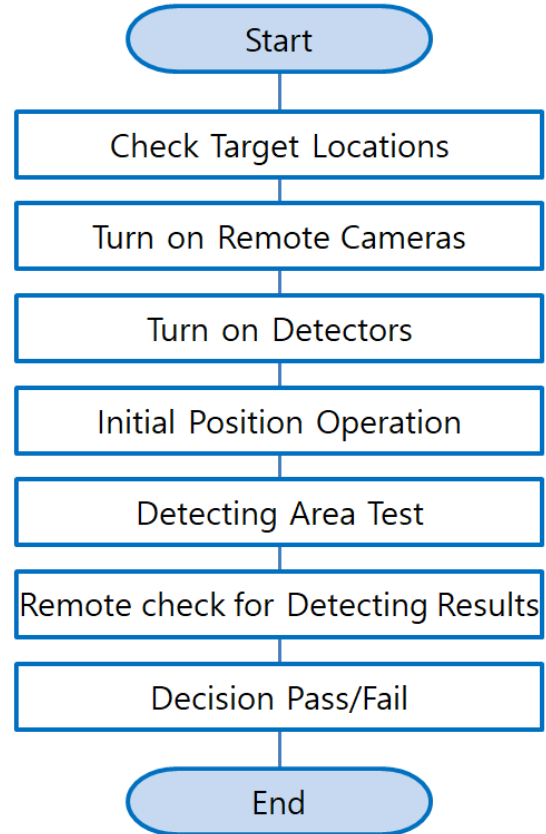 Start
Check Target Locations
Turn on Remote Cameras
Turn on Detectors
Initial Position Operation
Detecting Area Test
Remote check for Detecting Results
Decision Pass/Fail
End